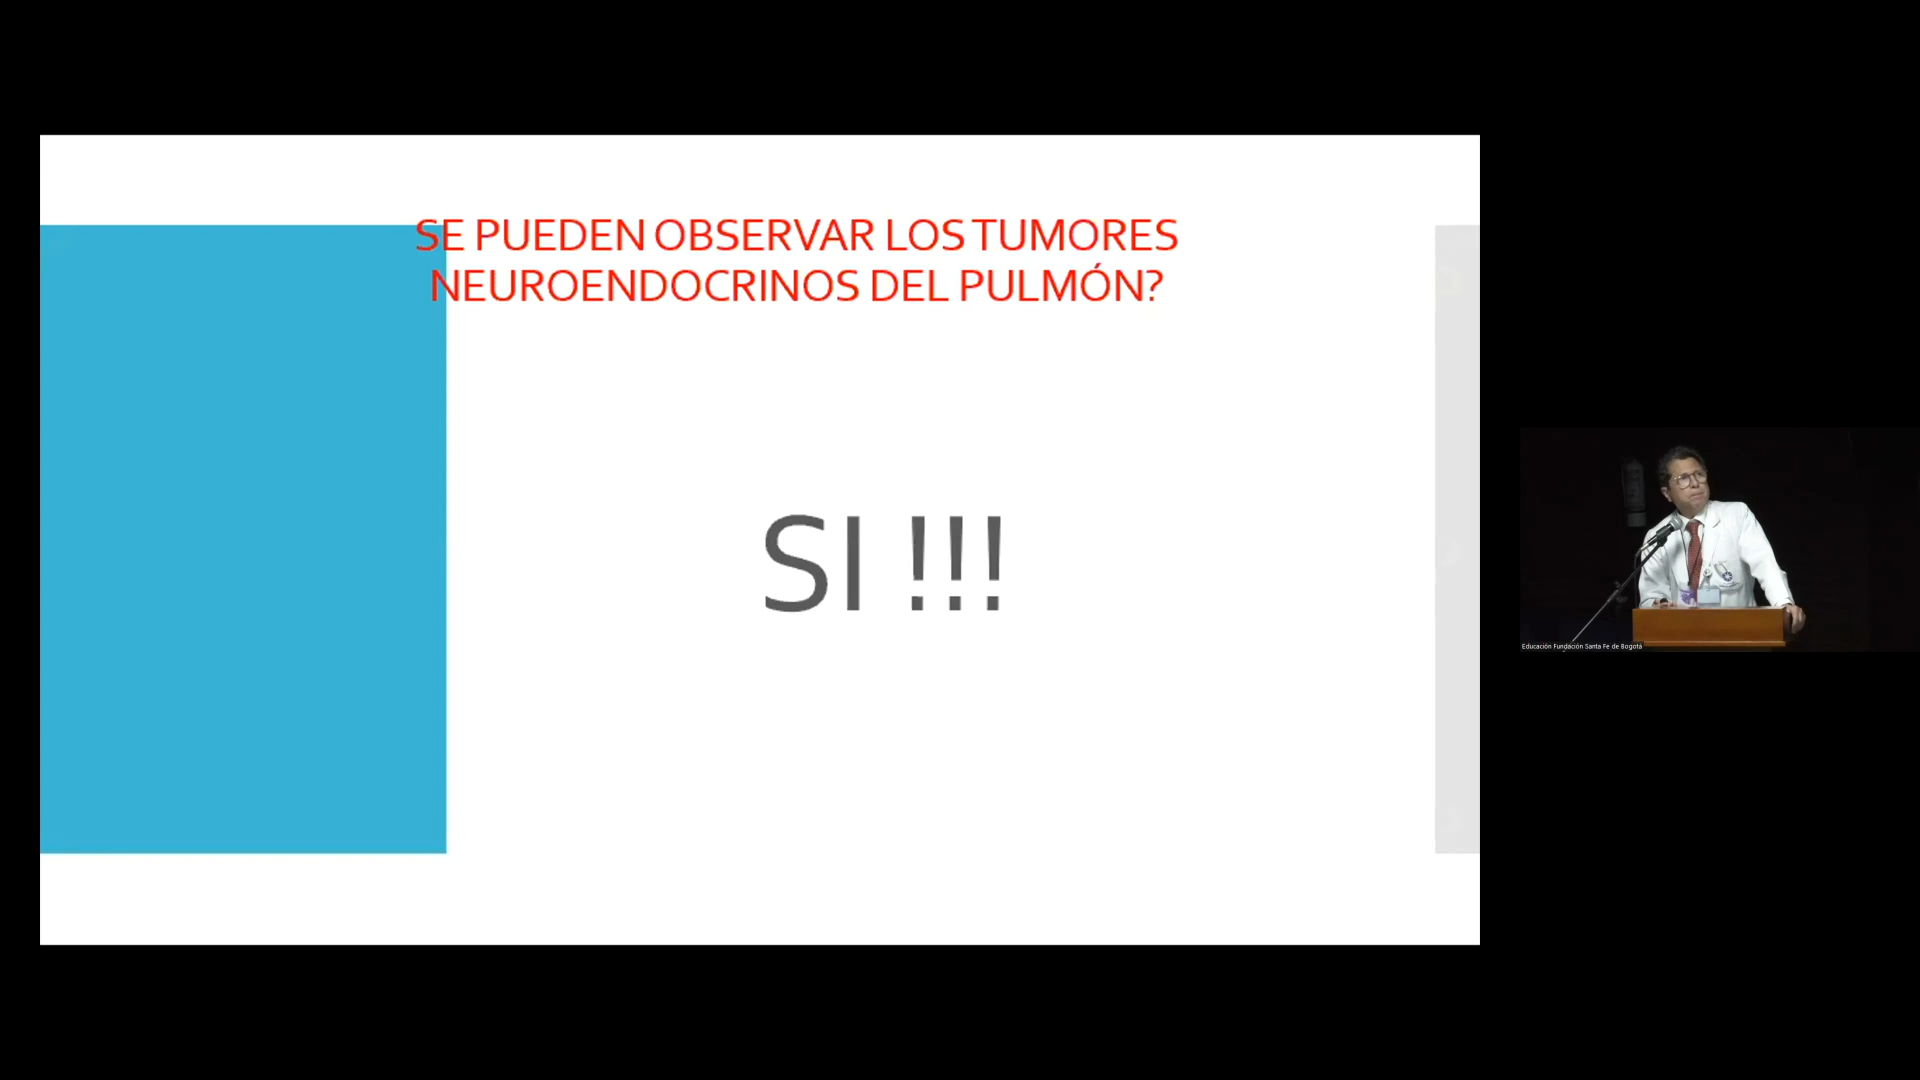 SE PUEDEN OBSERVAR LOS TUMORES
NEUROENDOCRINOS DEL PULMÓN?
SI !!!
Educación Fundación Santa Fe de Bogotá